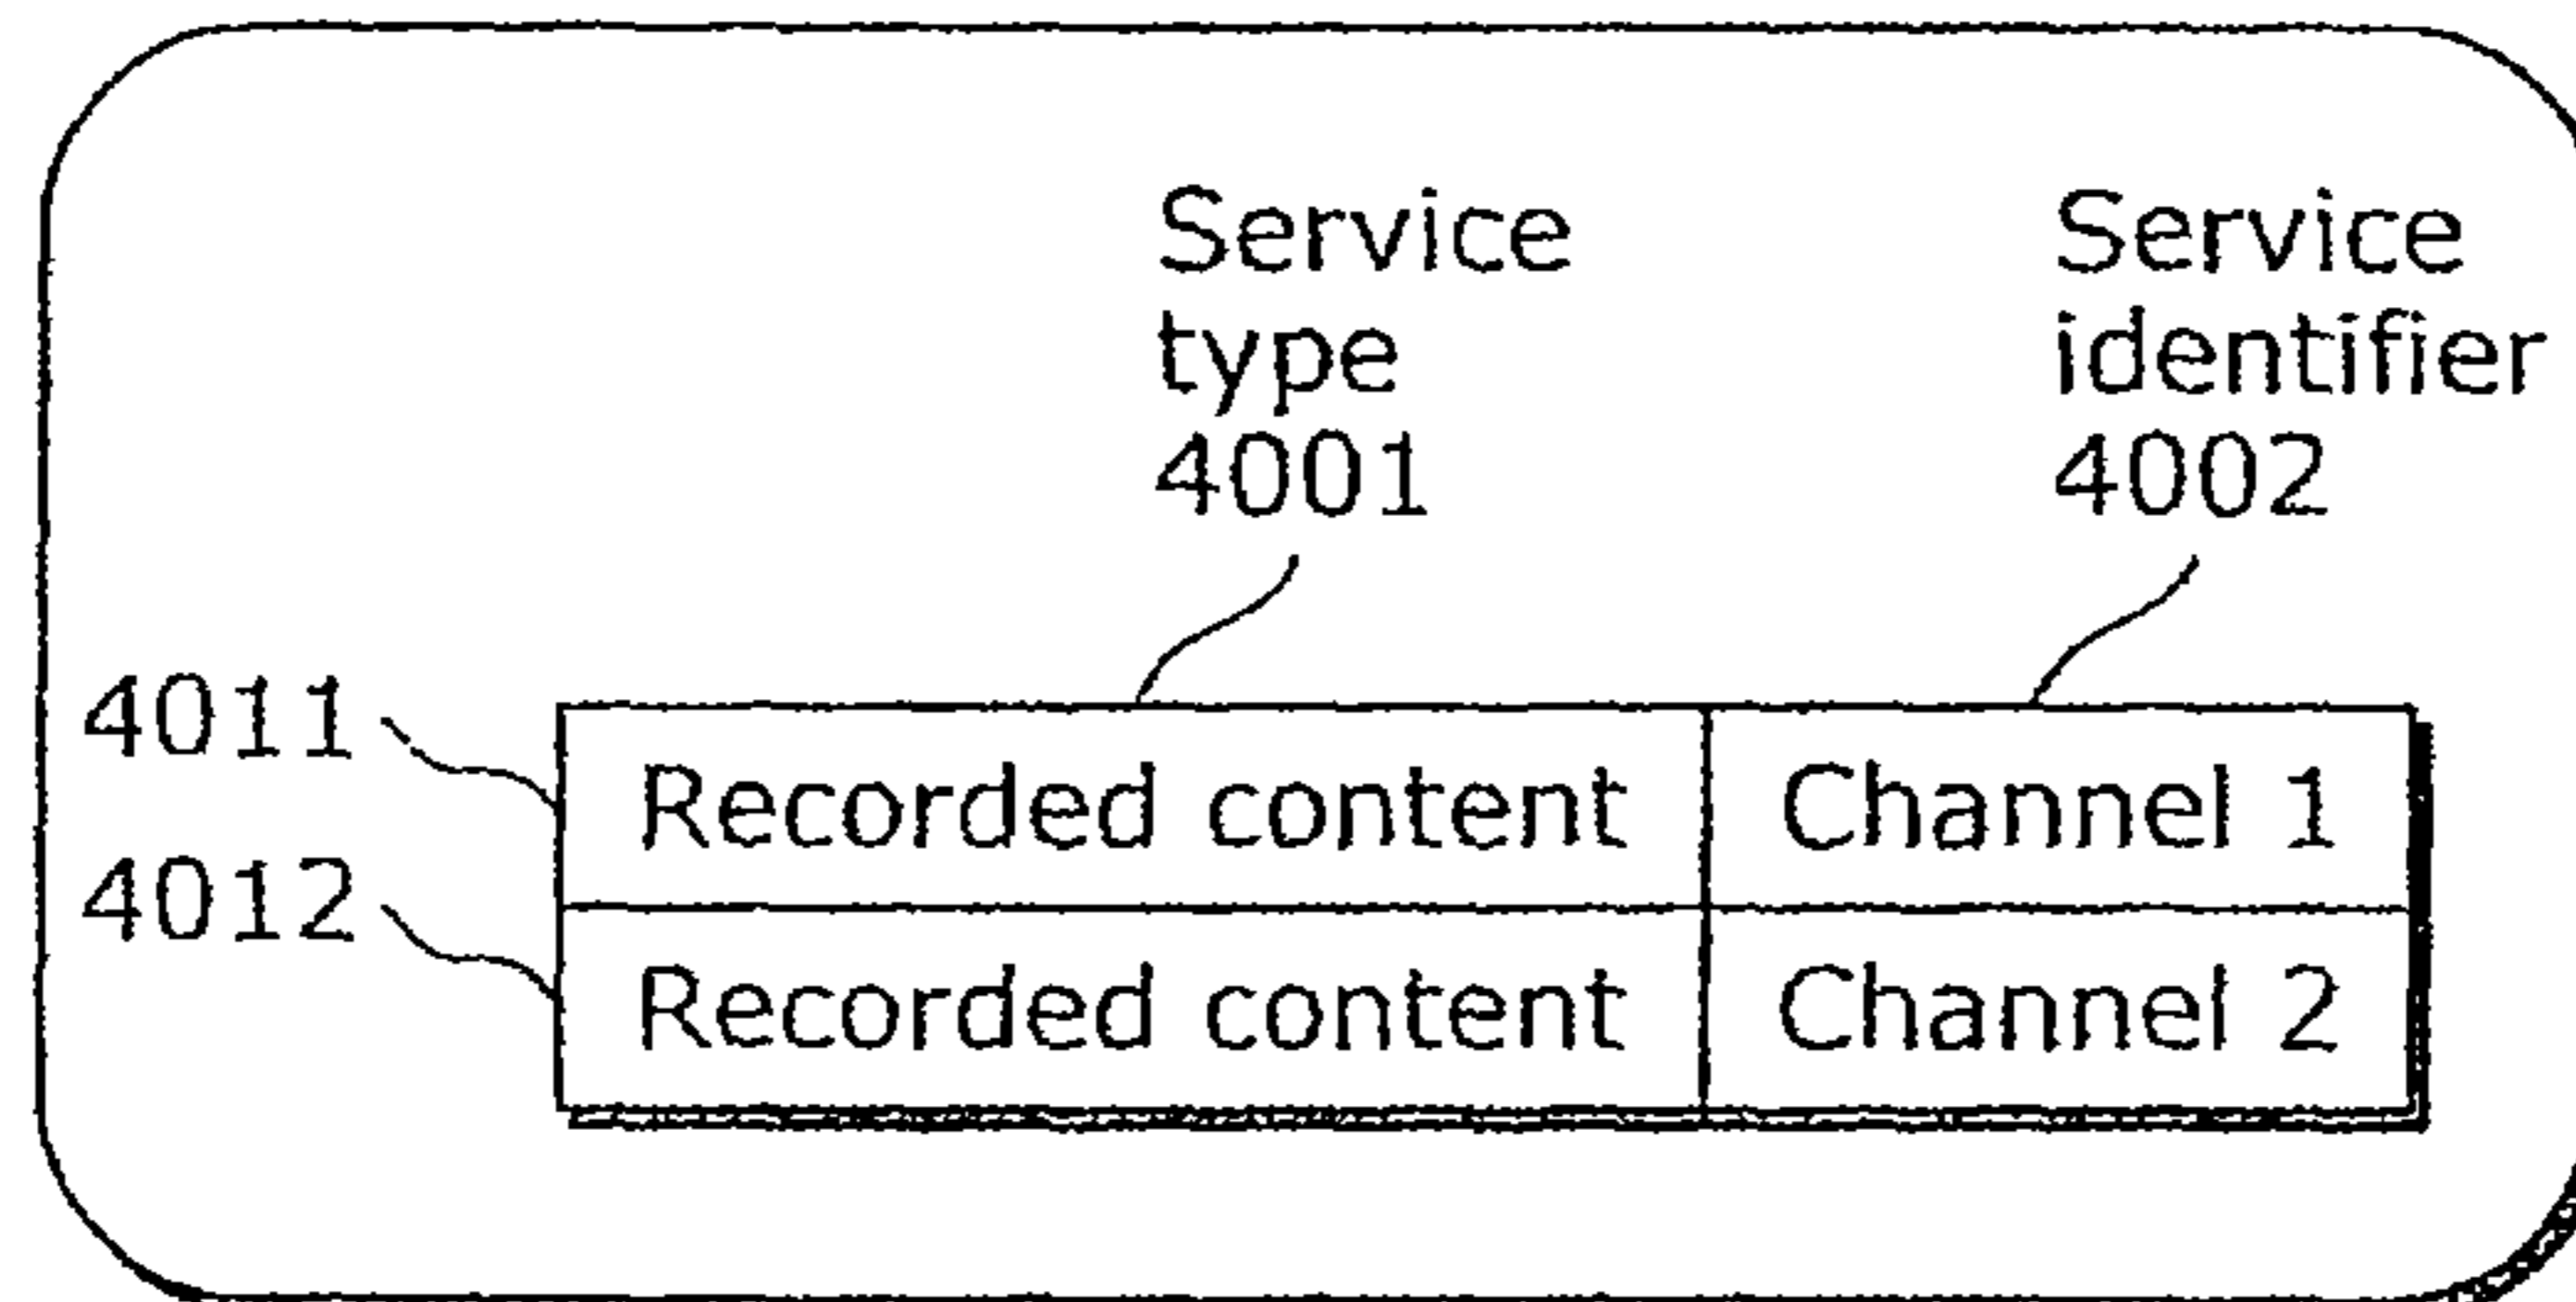 Service
type
4001
Service
identifier
4002
4011
Recorded content
Channel 1
4012
Recorded content
Channel 2